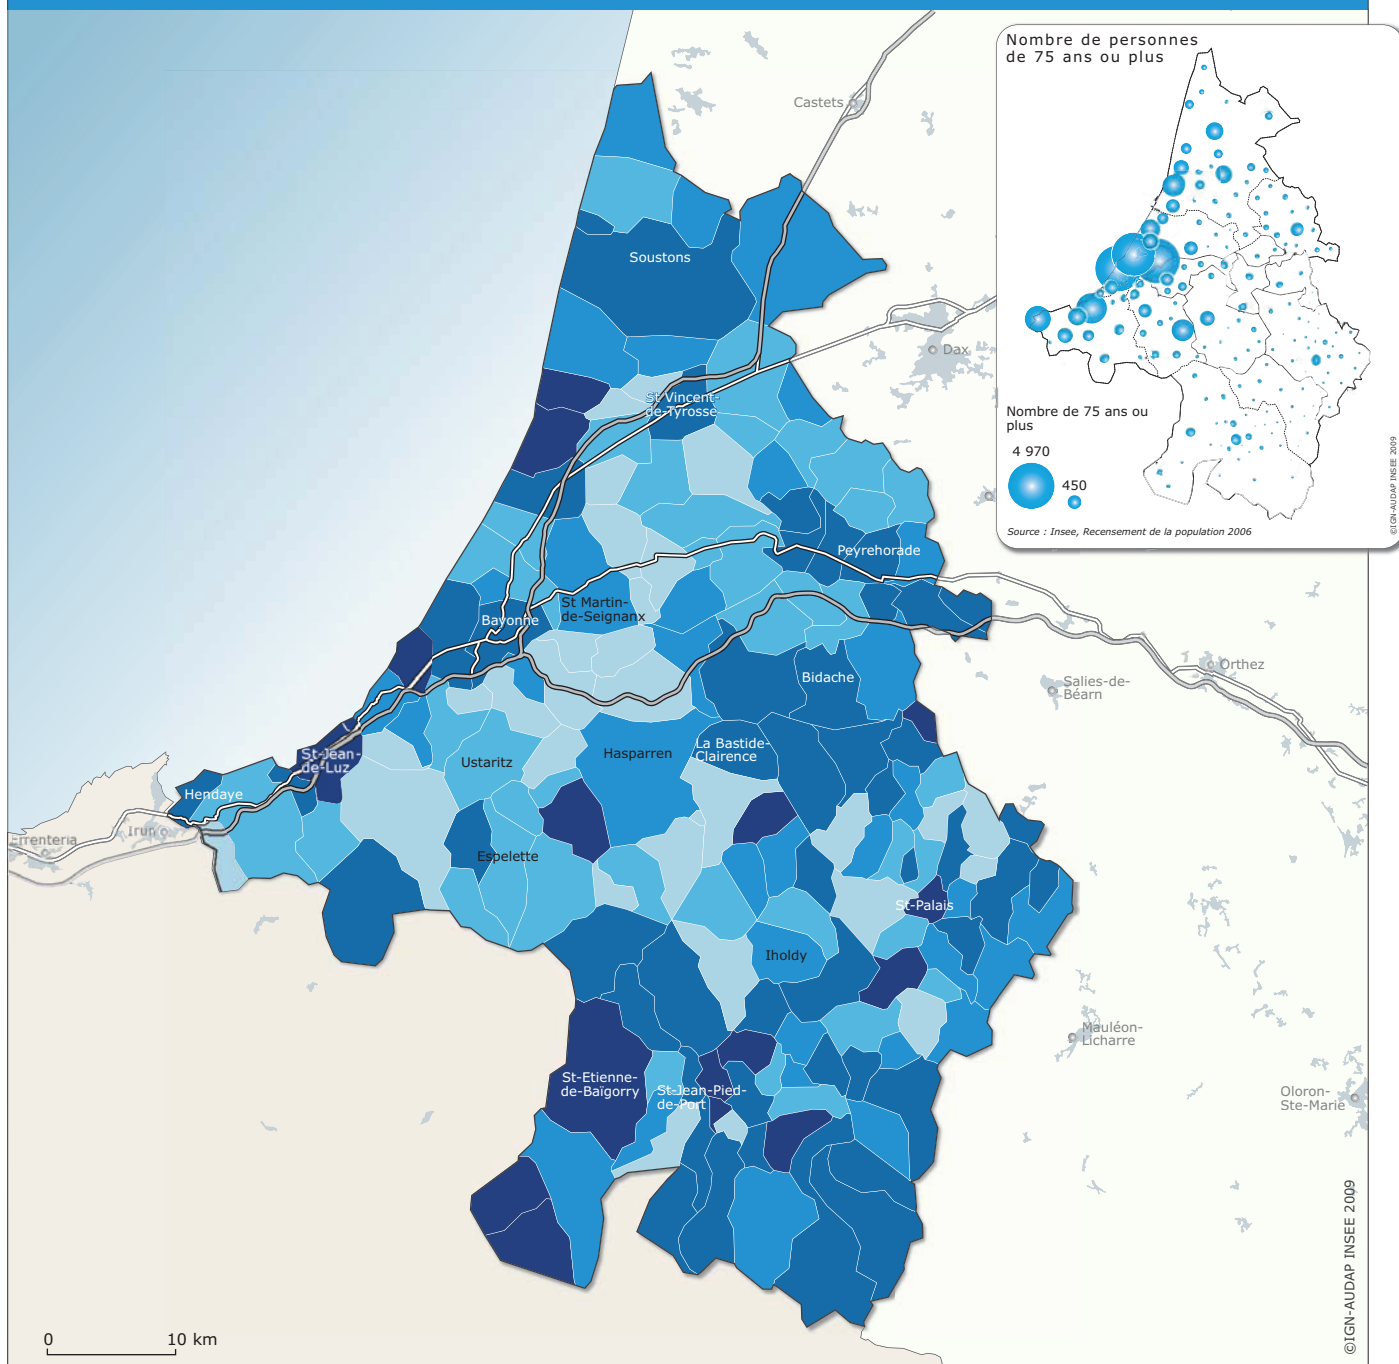 Nombre de personnes
de 75 ans ou plus
Nombre de 75 ans ou
plus
4 970
450
Source : Insee, Recensement de la population 2006
©IGN-AUDAP INSEE 2009
Castets
Soustons
Dax
St Vincent-
de-Tyrosse
Peyrehorade
St Martin-
de-Seignanx
Bayonne
Orthez
Salies-de-
Béarn
Bidache
La Bastide-
Clairence
Hasparren
Ustaritz
St-Jean-
de-Luz
Hendaye
Irun
Errenteria
Espelette
St-Palais
Iholdy
Mauléon-
Licharre
St-Etienne-
de-Baïgorry
St-Jean-Pied-
de-Port
Oloron-
Ste-Marie
0 10 km
©IGN-AUDAP INSEE 2009